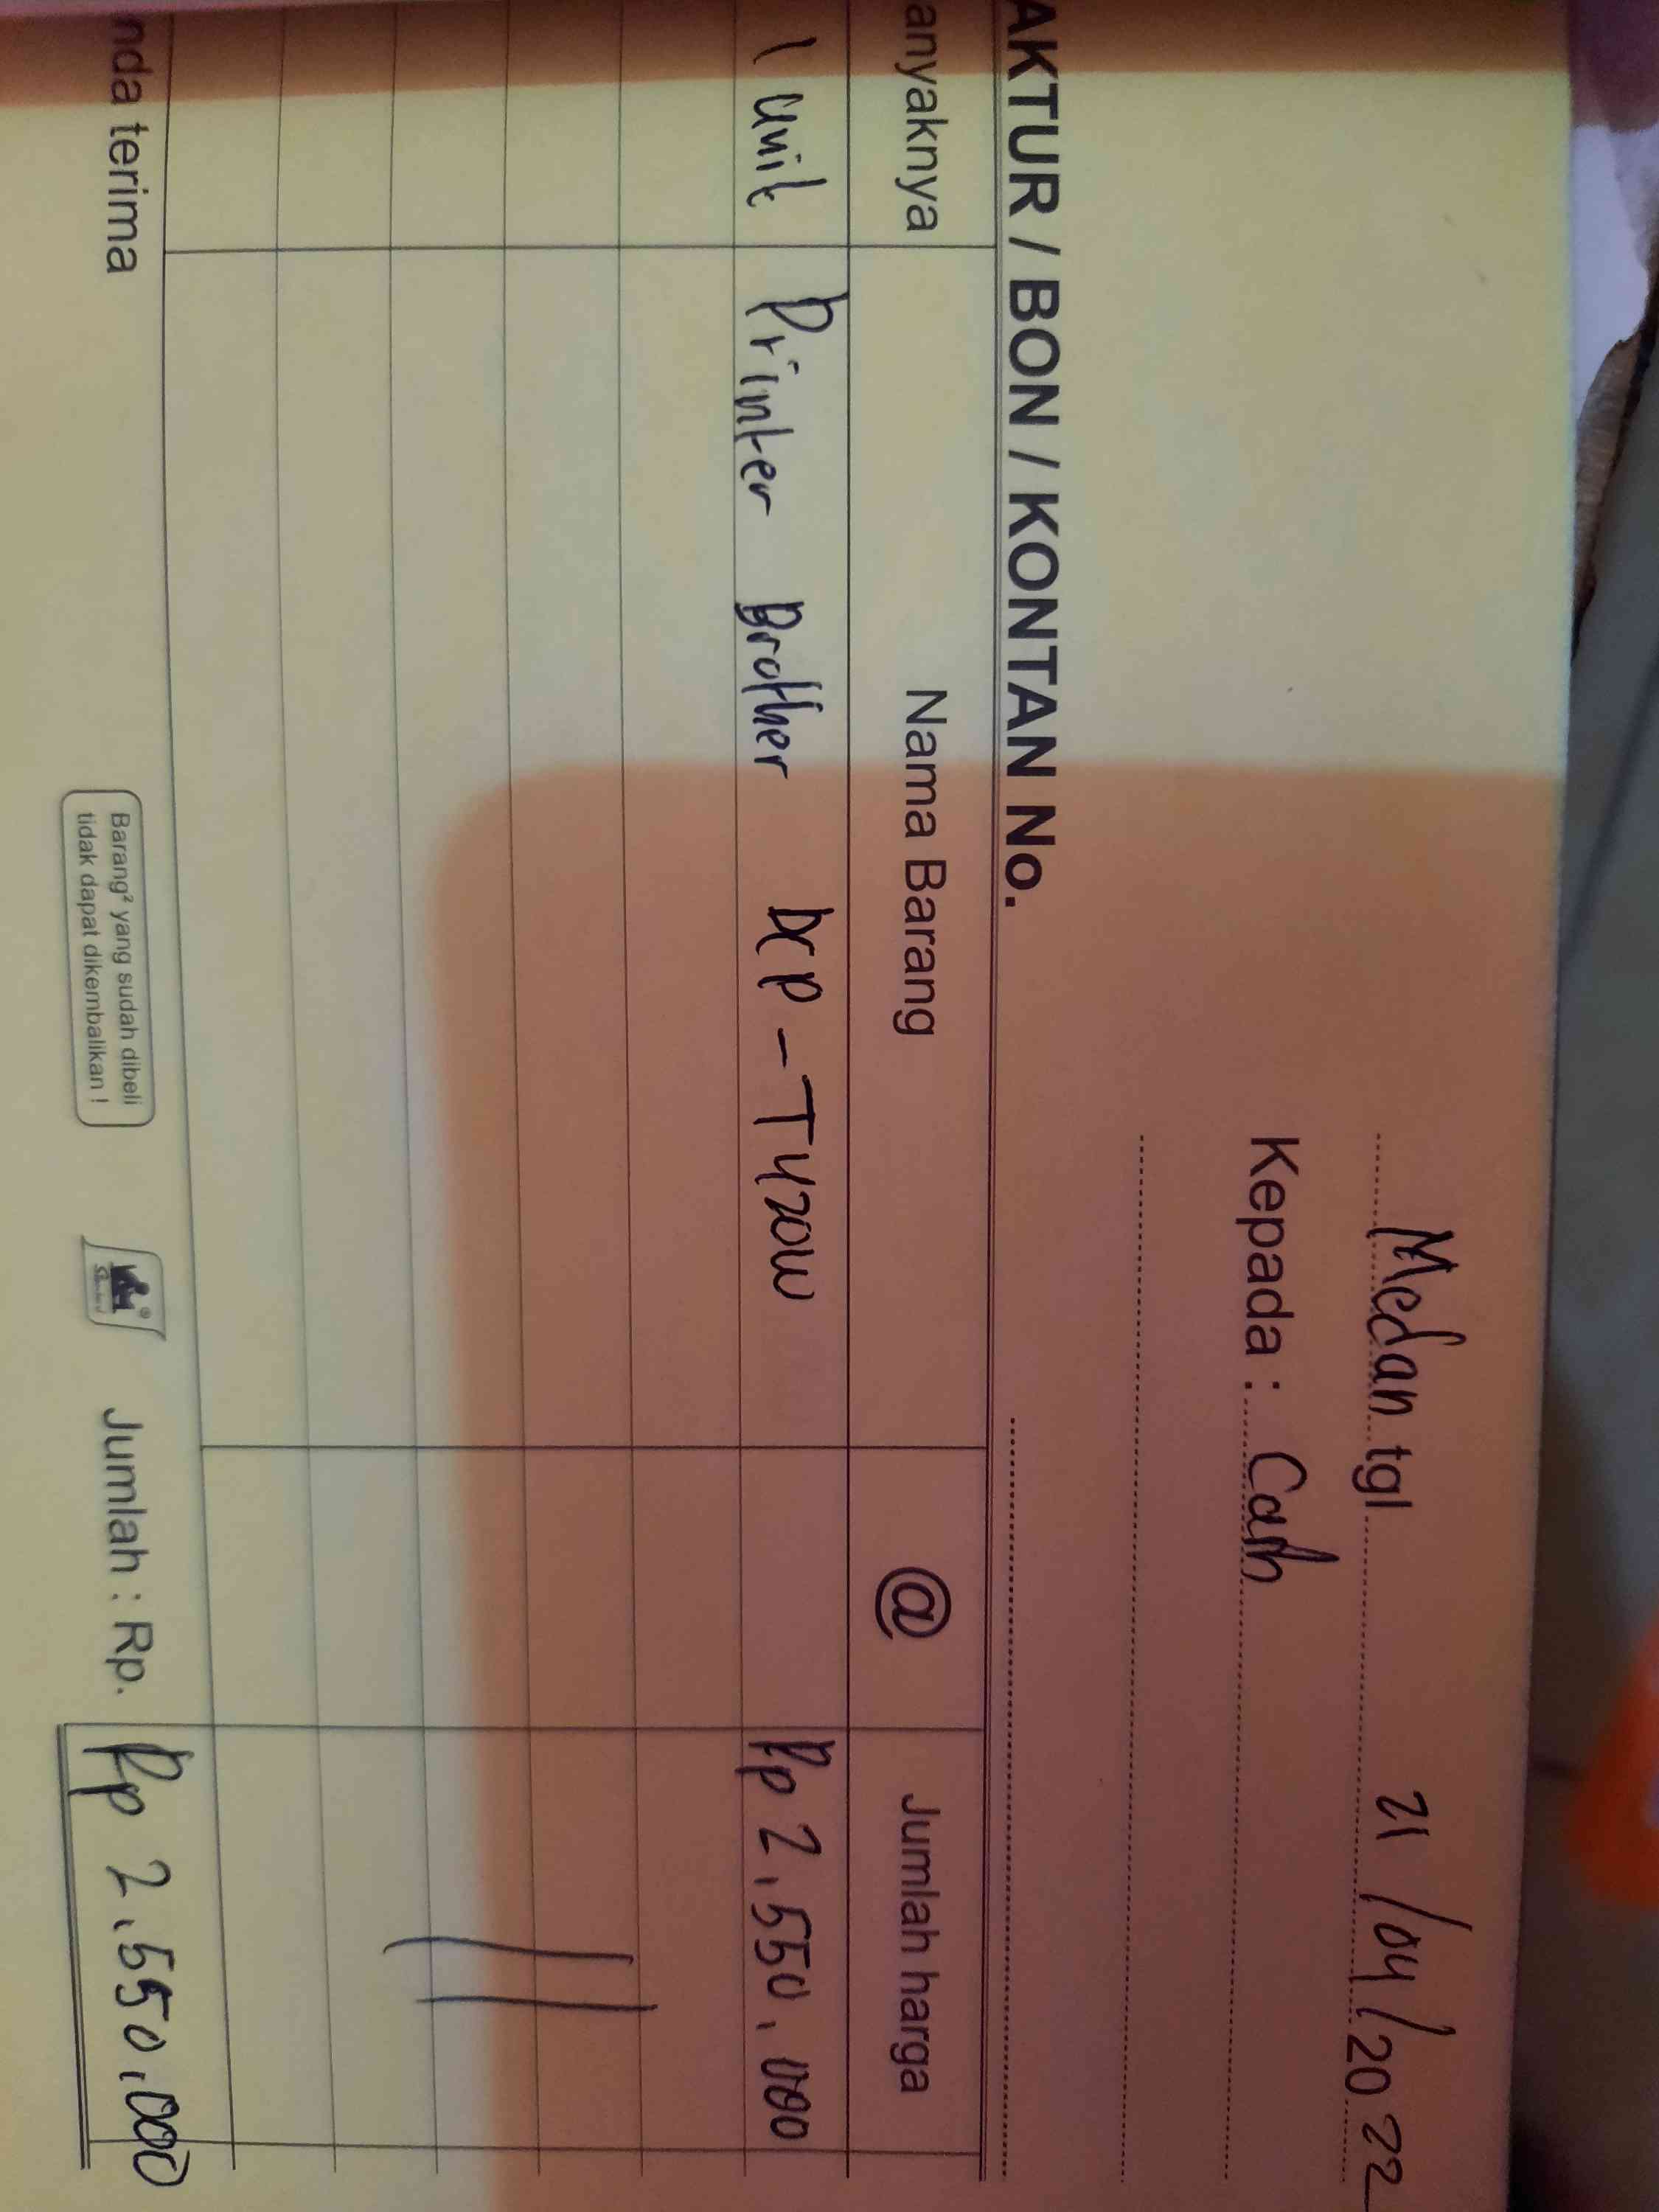 Medan tgl 21/04/2022
Kepada : Cash
AKTUR / BON / KONTAN No.
anyaknya Nama Barang @ Jumlah harga
1 unit Printer Brother DCP-T420W Rp 2.550.000
nda terima
Barang² yang sudah dibeli
tidak dapat dikembalikan !
Jumlah : Rp. Rp 2.550.000